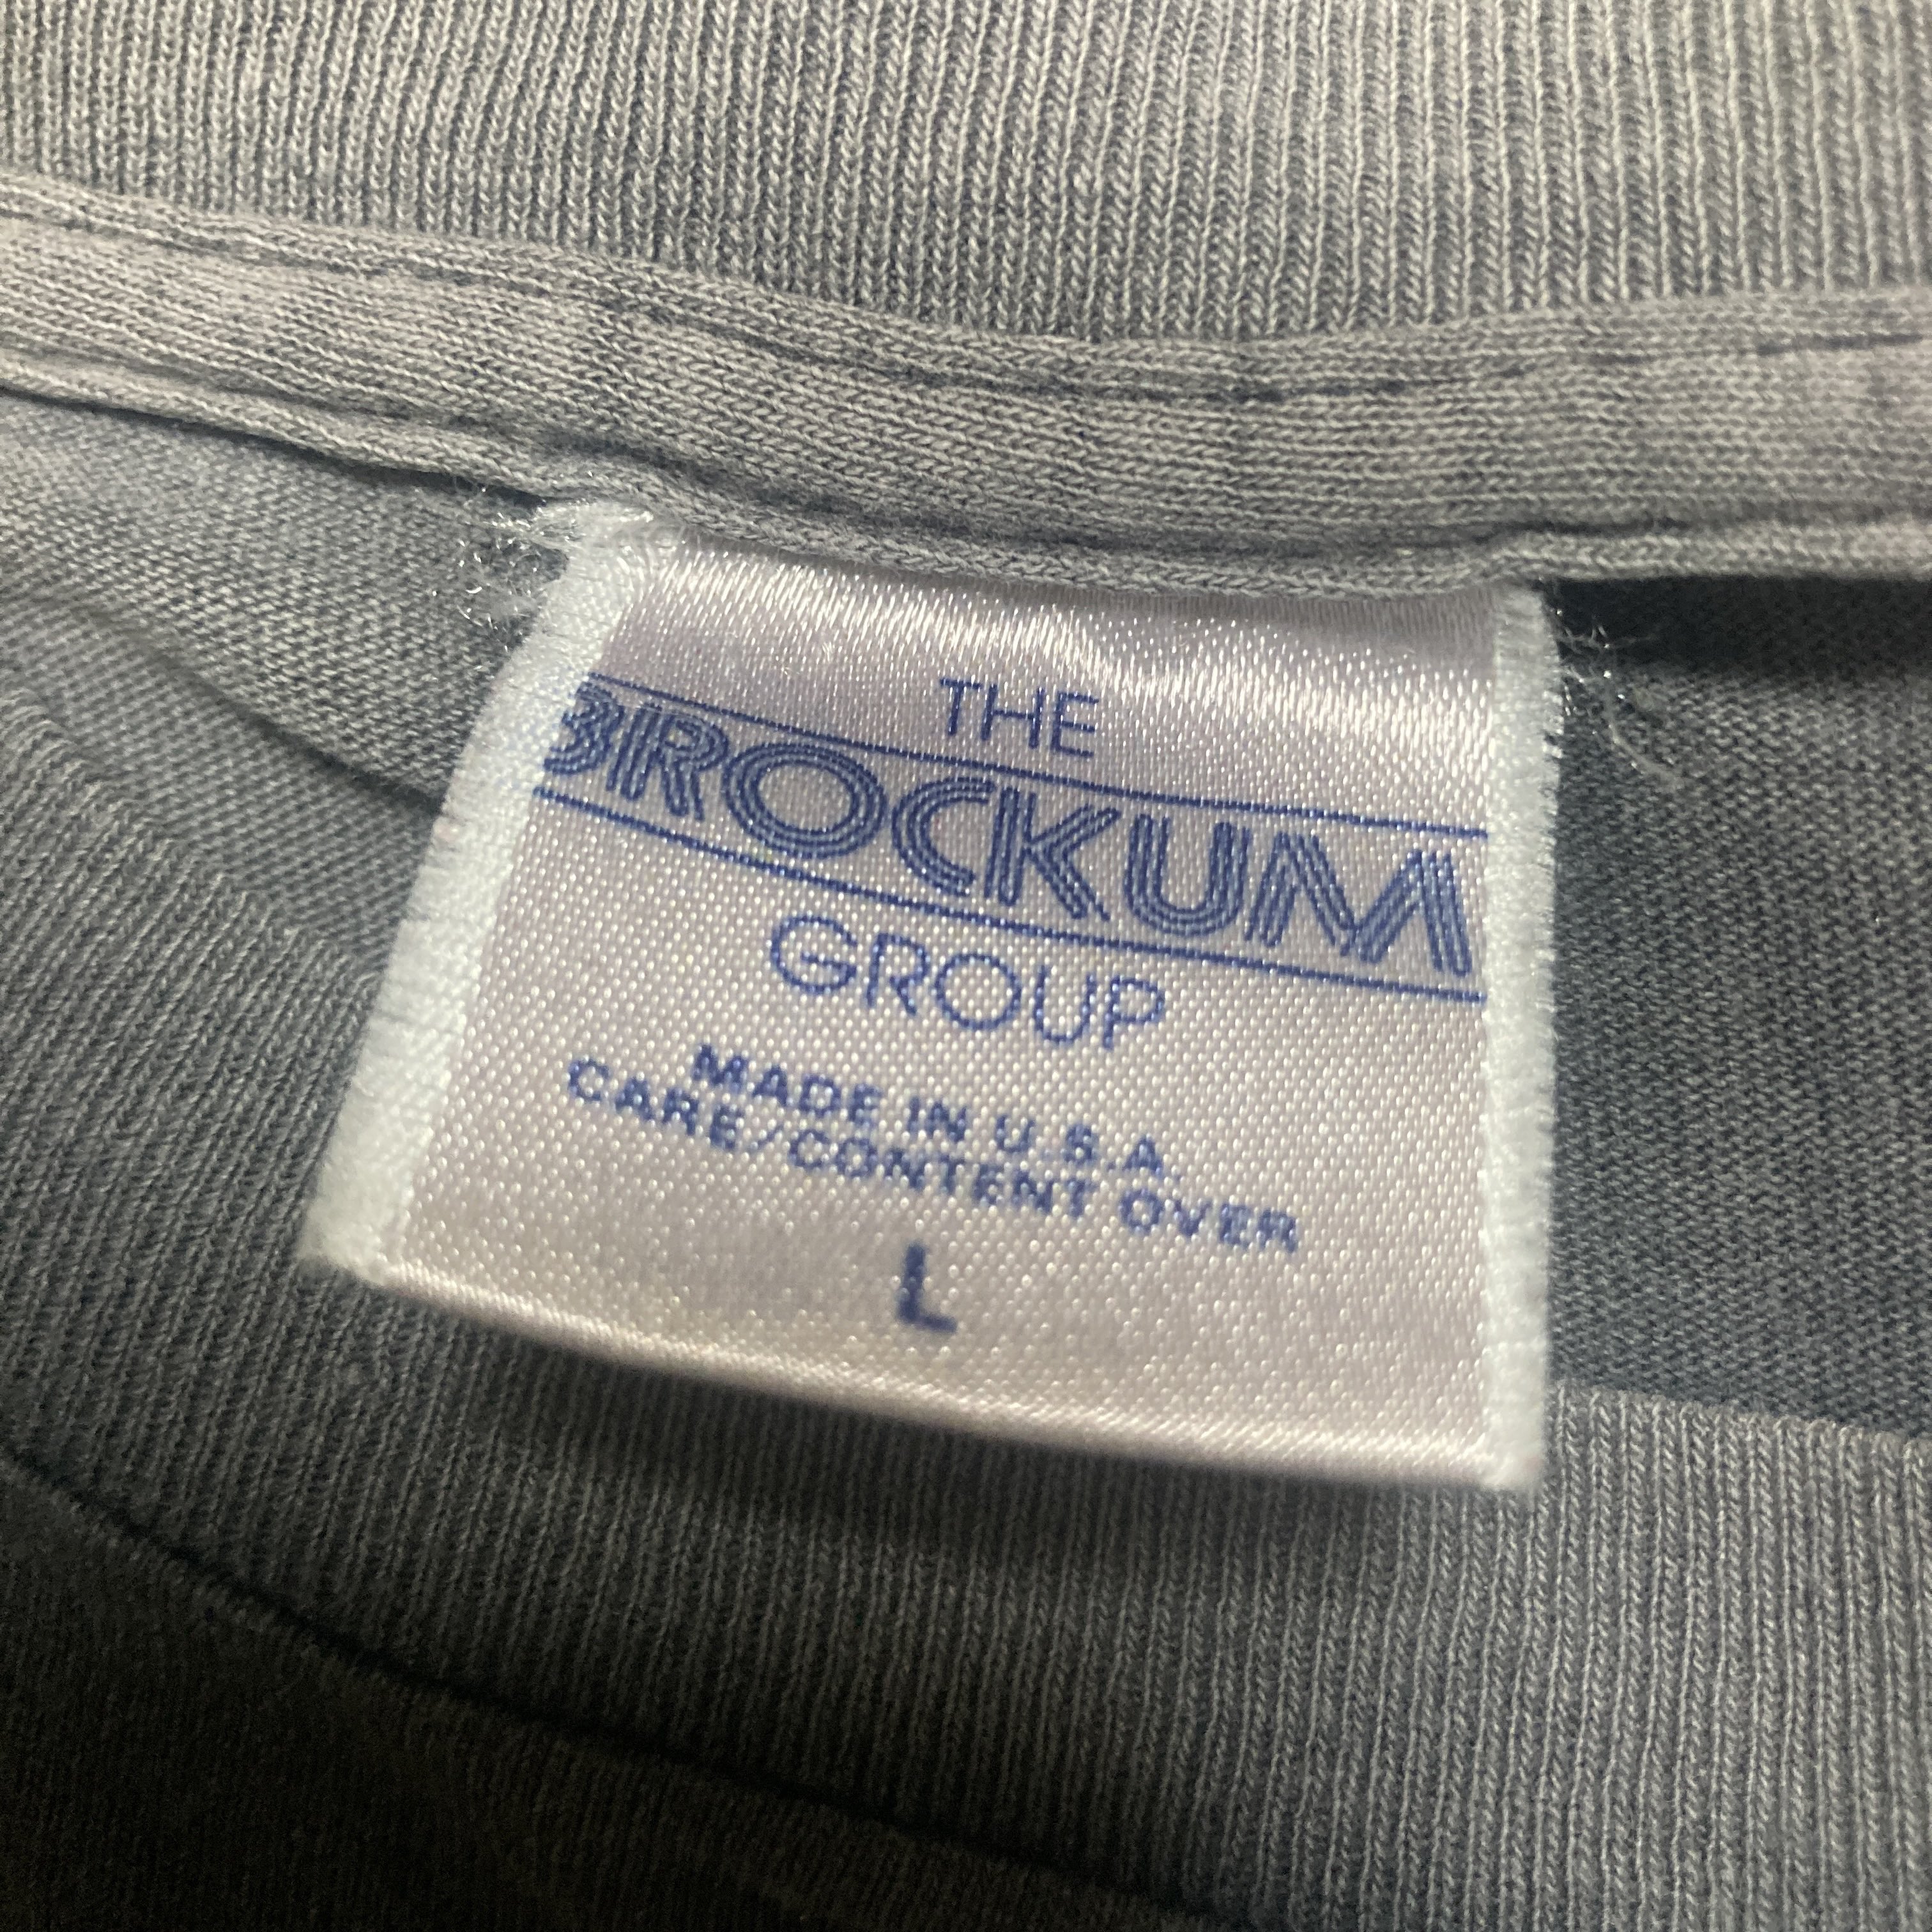 THE
BROCKUM
GROUP
MADE IN U.S.A.
CARE/CONTENT OVER
L